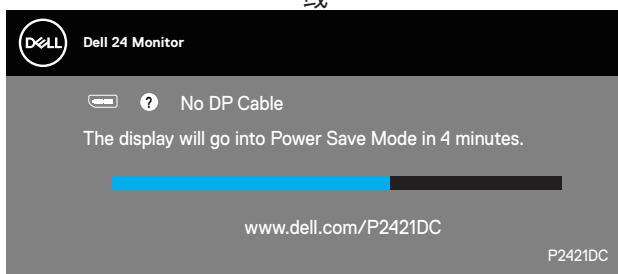 线
DELL
Dell 24 Monitor
? No DP Cable
The display will go into Power Save Mode in 4 minutes.
www.dell.com/P2421DC
P2421DC